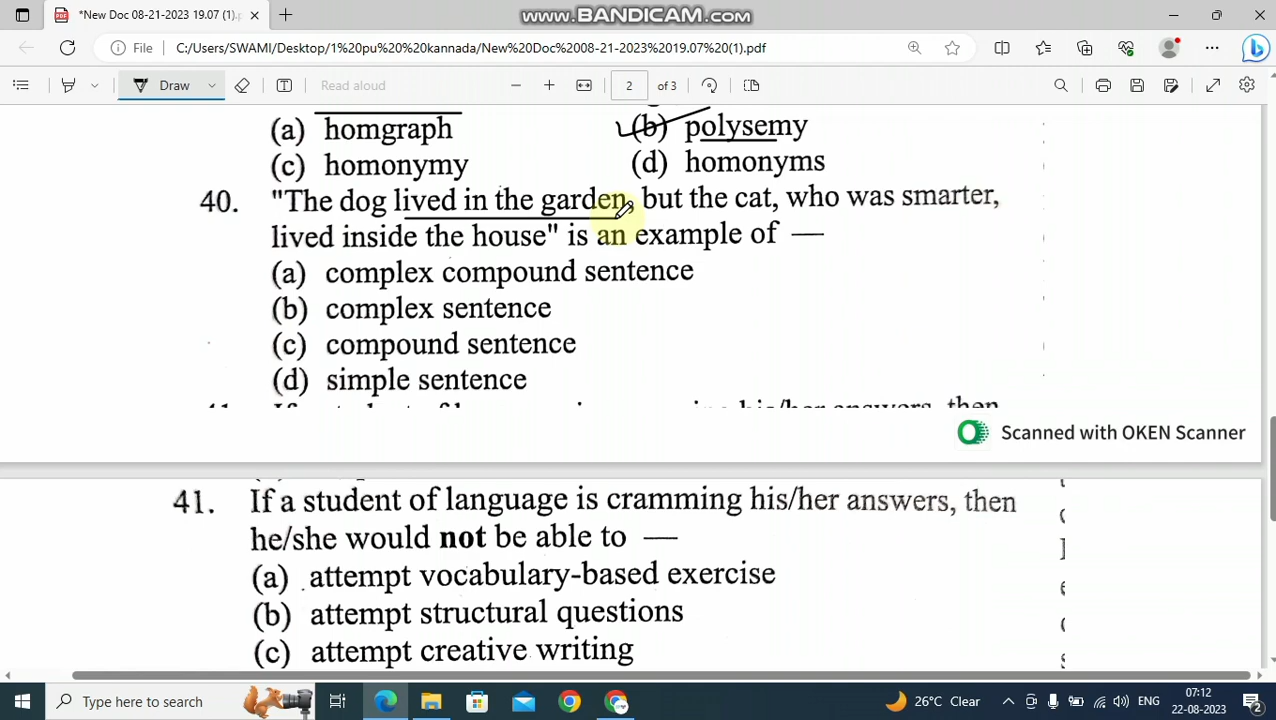 *New Doc 08-21-2023 19.07 (1).p
www.BANDICAM.com
File C:/Users/SWAMI/Desktop/1%20pu%20%20kannada/New%20Doc%2008-21-2023%2019.07%20(1).pdf
Draw Read aloud 2 of 3
(a) homgraph (b) polysemy
(c) homonymy (d) homonyms
40. "The dog lived in the garden, but the cat, who was smarter,
lived inside the house" is an example of —
(a) complex compound sentence
(b) complex sentence
(c) compound sentence
(d) simple sentence
Scanned with OKEN Scanner
41. If a student of language is cramming his/her answers, then
he/she would not be able to —
(a) attempt vocabulary-based exercise
(b) attempt structural questions
(c) attempt creative writing
Type here to search 26°C Clear ENG 07:12
22-08-2023 2